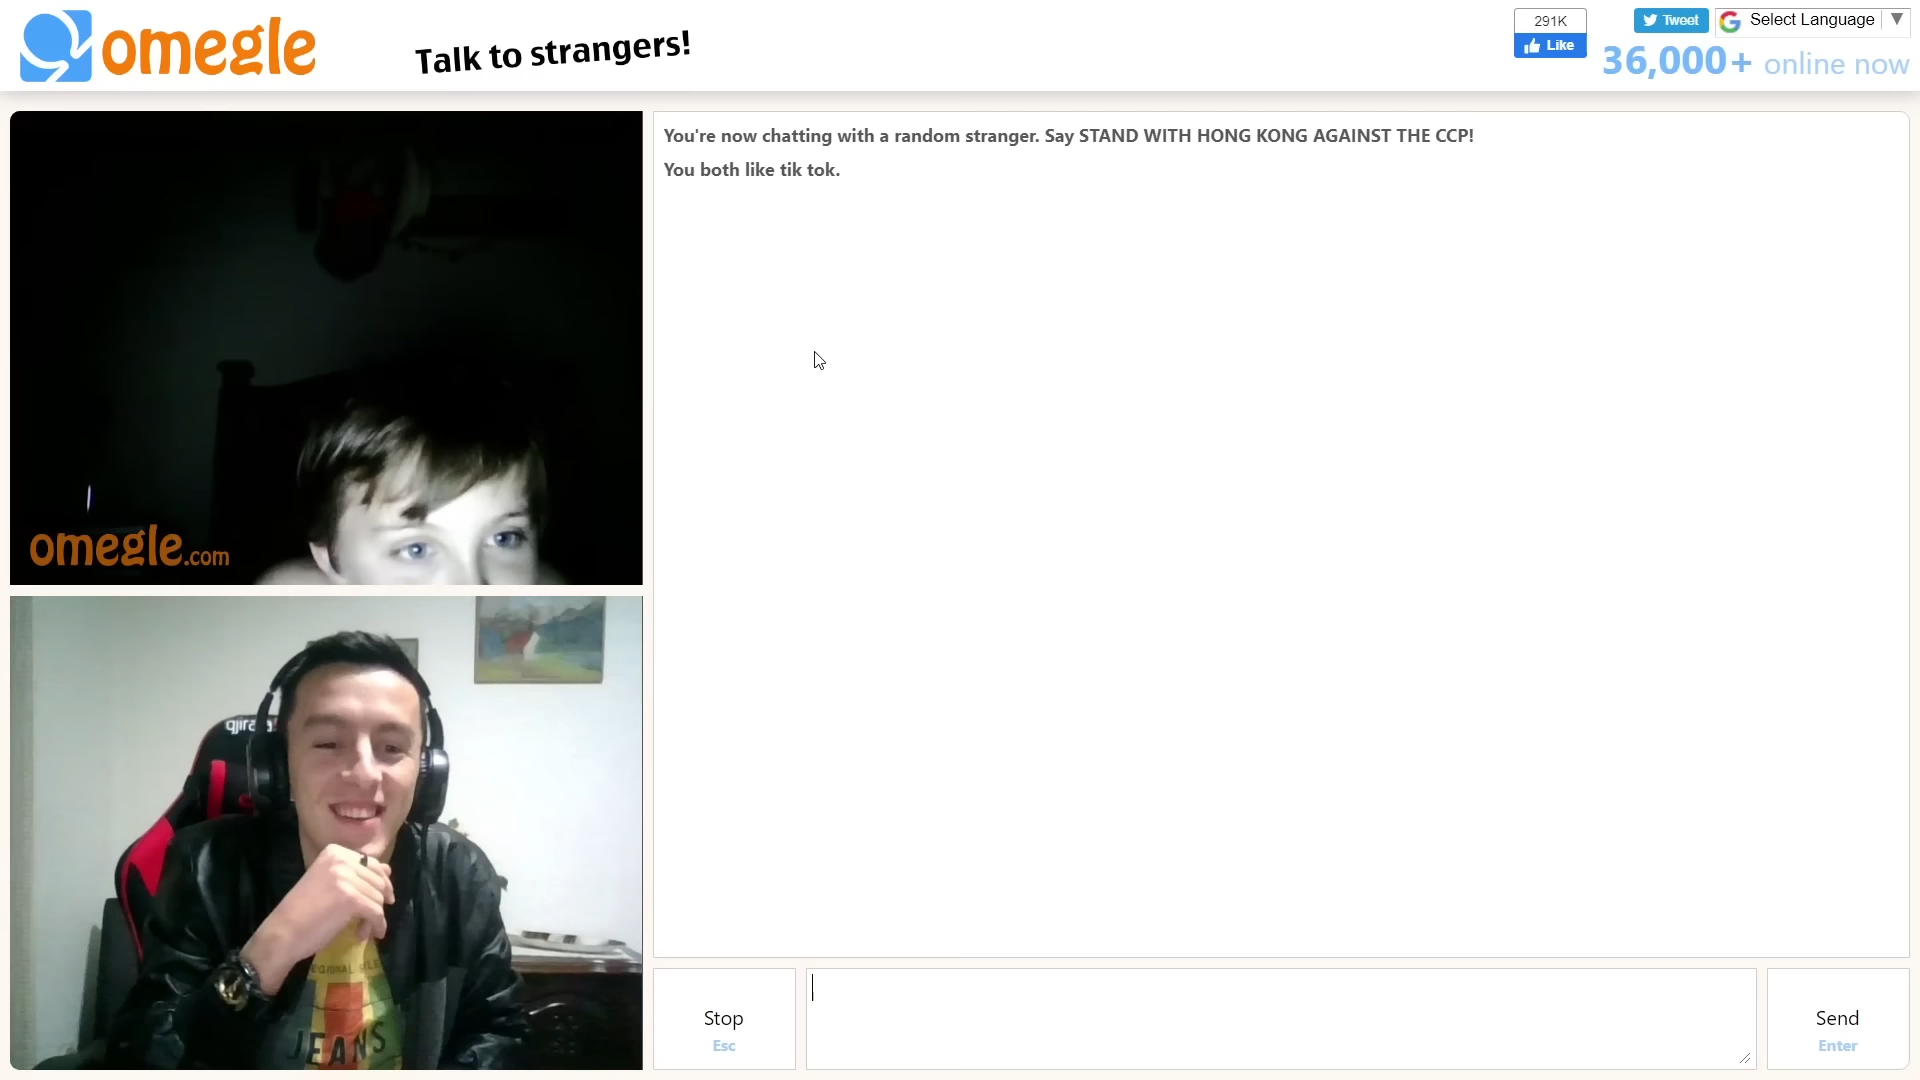 omegle
Talk to strangers!
291K
Like
Tweet
Select Language
36,000+ online now
You're now chatting with a random stranger. Say STAND WITH HONG KONG AGAINST THE CCP!
You both like tik tok.
omegle.com
JEANS
Stop
Esc
Send
Enter